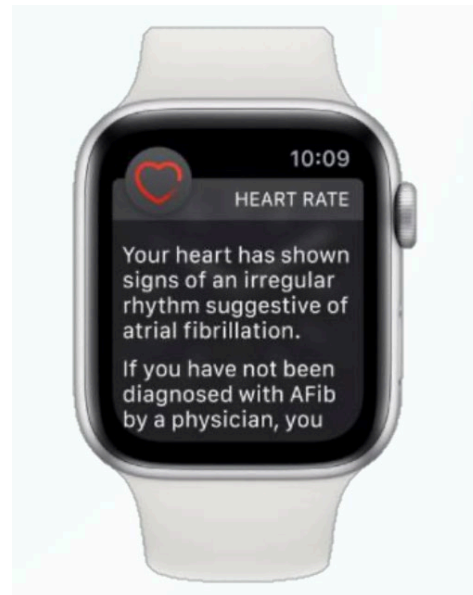 10:09
HEART RATE
Your heart has shown
signs of an irregular
rhythm suggestive of
atrial fibrillation.
If you have not been
diagnosed with AFib
by a physician, you